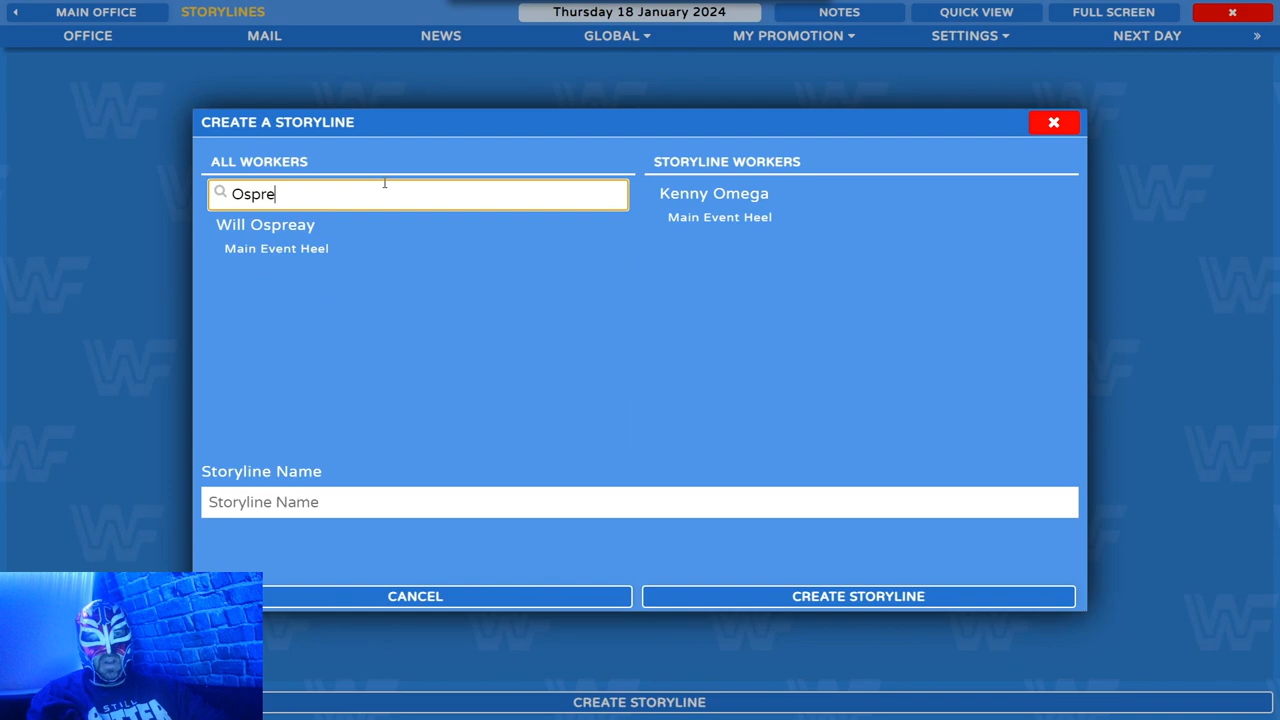 MAIN OFFICE
STORYLINES
Thursday 18 January 2024
NOTES
QUICK VIEW
FULL SCREEN
OFFICE
MAIL
NEWS
GLOBAL
MY PROMOTION
SETTINGS
NEXT DAY
CREATE A STORYLINE
ALL WORKERS
STORYLINE WORKERS
Ospre
Kenny Omega
Main Event Heel
Will Ospreay
Main Event Heel
Storyline Name
Storyline Name
CANCEL
CREATE STORYLINE
CREATE STORYLINE
STILL